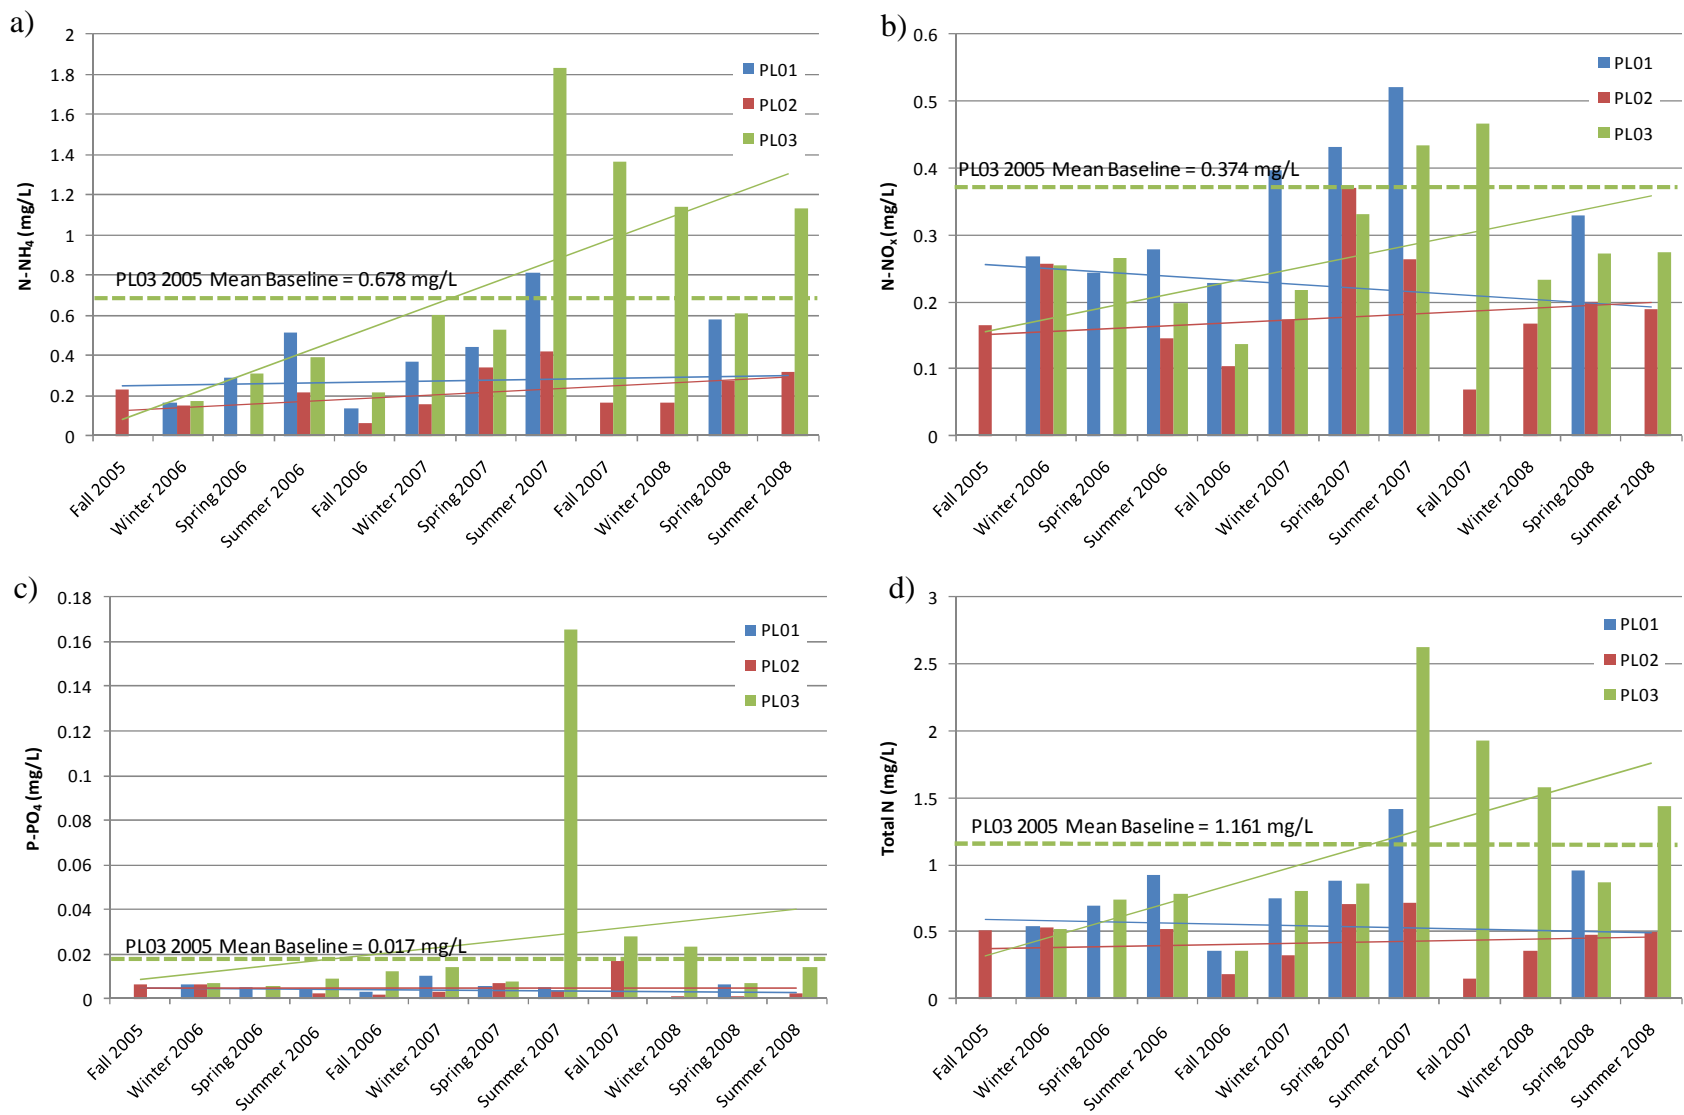 a)
2
1.8
1.6
1.4
1.2
1
0.8
0.6
0.4
0.2
0
N-NH4 (mg/L)
PL01
PL02
PL03
PL03 2005 Mean Baseline = 0.678 mg/L
Fall 2005
Winter 2006
Spring 2006
Summer 2006
Fall 2006
Winter 2007
Spring 2007
Summer 2007
Fall 2007
Winter 2008
Spring 2008
Summer 2008
b)
0.6
0.5
0.4
0.3
0.2
0.1
0
N-NOx (mg/L)
PL01
PL02
PL03
PL03 2005 Mean Baseline = 0.374 mg/L
Fall 2005
Winter 2006
Spring 2006
Summer 2006
Fall 2006
Winter 2007
Spring 2007
Summer 2007
Fall 2007
Winter 2008
Spring 2008
Summer 2008
c)
0.18
0.16
0.14
0.12
0.1
0.08
0.06
0.04
0.02
0
P-PO4 (mg/L)
PL01
PL02
PL03
PL03 2005 Mean Baseline = 0.017 mg/L
Fall 2005
Winter 2006
Spring 2006
Summer 2006
Fall 2006
Winter 2007
Spring 2007
Summer 2007
Fall 2007
Winter 2008
Spring 2008
Summer 2008
d)
3
2.5
2
1.5
1
0.5
0
Total N (mg/L)
PL01
PL02
PL03
PL03 2005 Mean Baseline = 1.161 mg/L
Fall 2005
Winter 2006
Spring 2006
Summer 2006
Fall 2006
Winter 2007
Spring 2007
Summer 2007
Fall 2007
Winter 2008
Spring 2008
Summer 2008